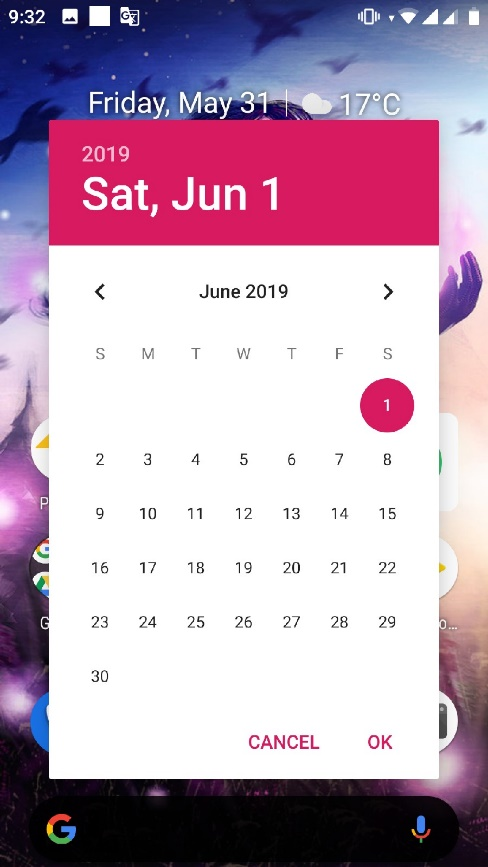 9:32
Friday, May 31 17°C
2019
Sat, Jun 1
June 2019
S M T W T F S
1
2 3 4 5 6 7 8
9 10 11 12 13 14 15
16 17 18 19 20 21 22
23 24 25 26 27 28 29
30
CANCEL OK